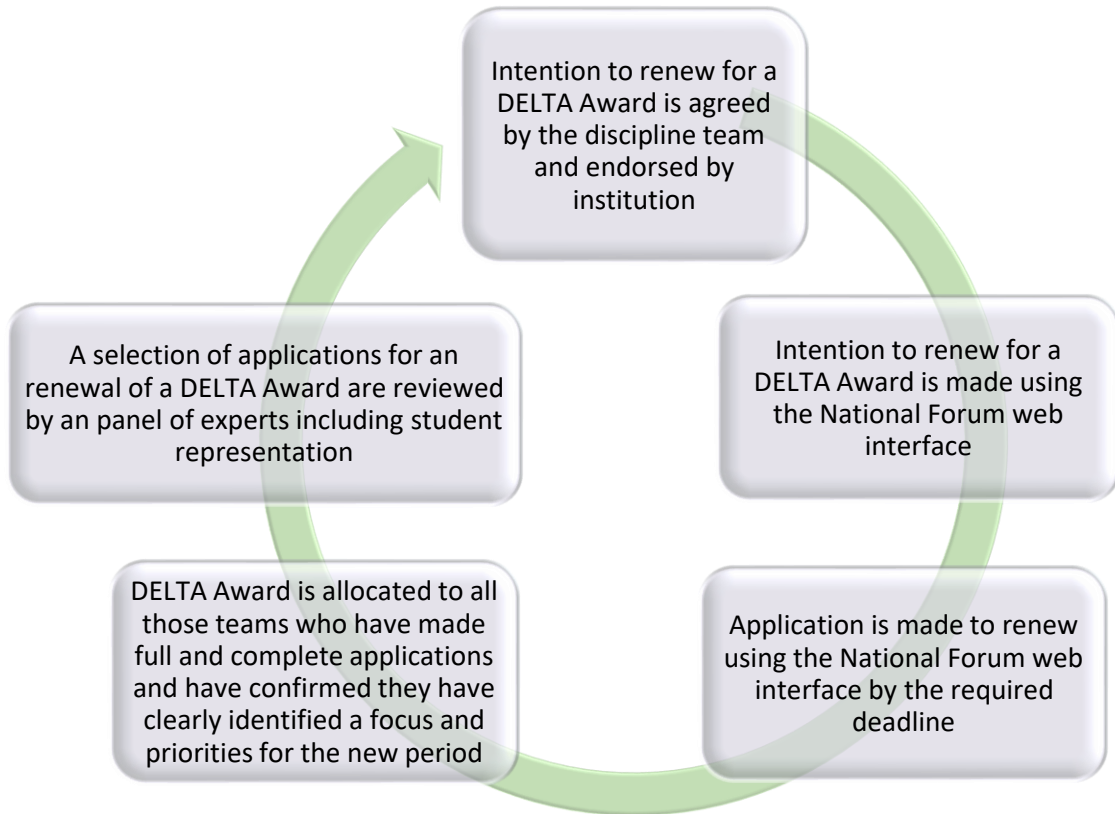 Intention to renew for a
DELTA Award is agreed
by the discipline team
and endorsed by
institution
Intention to renew for a
DELTA Award is made using
the National Forum web
interface
Application is made to renew
using the National Forum web
interface by the required
deadline
DELTA Award is allocated to all
those teams who have made
full and complete applications
and have confirmed they have
clearly identified a focus and
priorities for the new period
A selection of applications for an
renewal of a DELTA Award are reviewed
by an panel of experts including student
representation